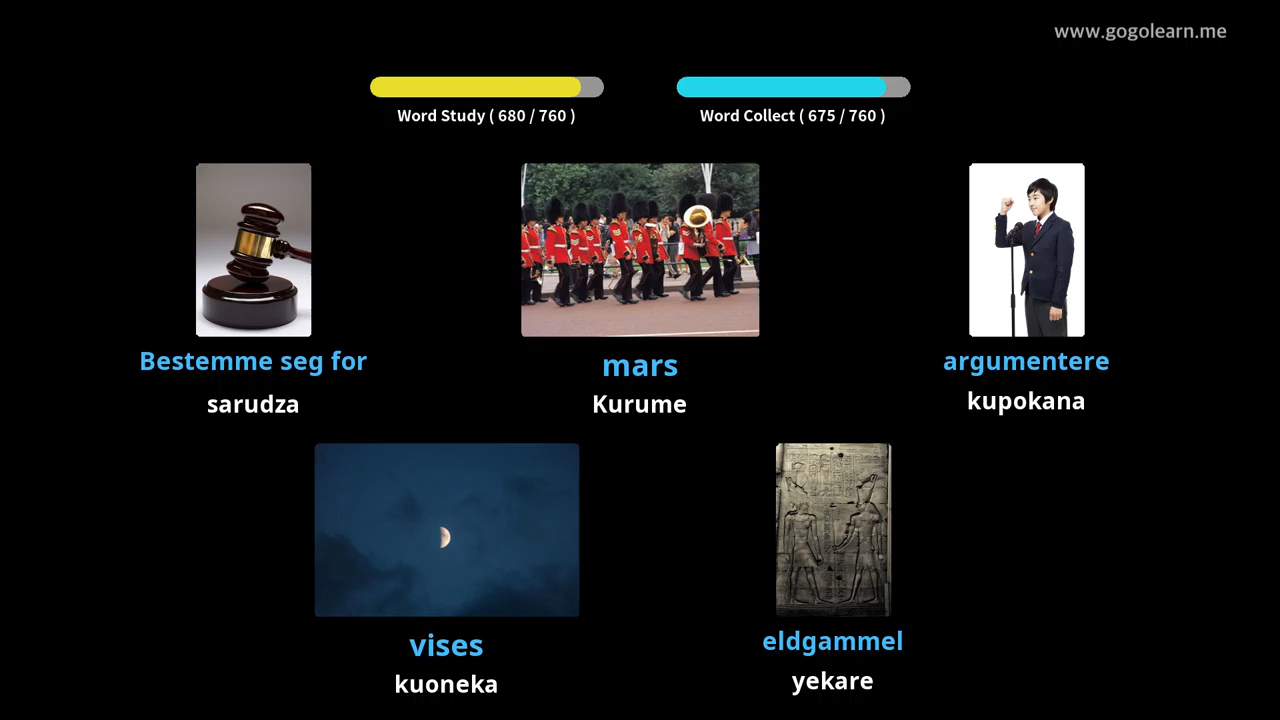 www.gogolearn.me
Word Study ( 680 / 760 )
Word Collect ( 675 / 760 )
Bestemme seg for
sarudza
mars
Kurume
argumentere
kupokana
vises
kuoneka
eldgammel
yekare